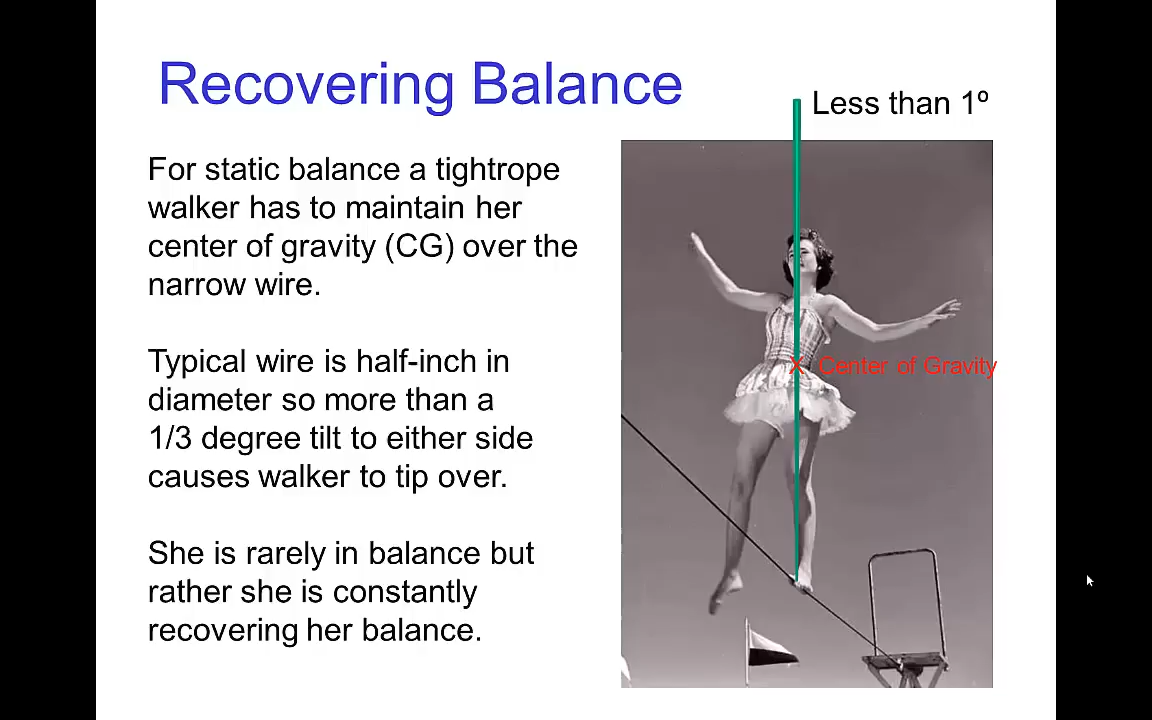 Recovering Balance
Less than 1º
For static balance a tightrope
walker has to maintain her
center of gravity (CG) over the
narrow wire.
Typical wire is half-inch in
diameter so more than a
1/3 degree tilt to either side
causes walker to tip over.
She is rarely in balance but
rather she is constantly
recovering her balance.
X Center of Gravity